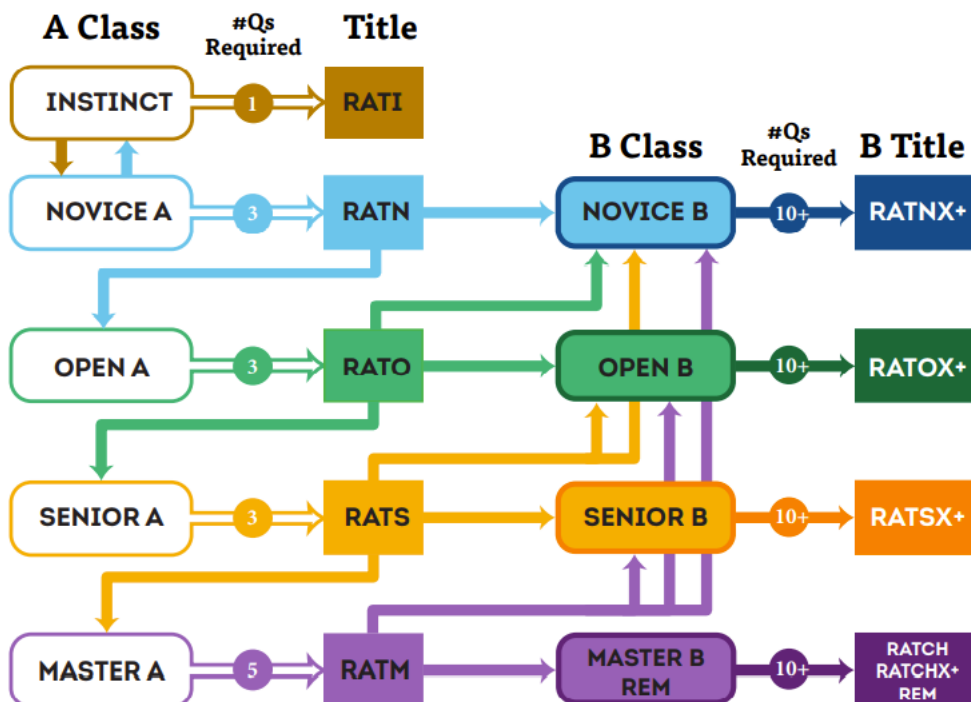 A Class
#Qs
Required
Title
INSTINCT
1
RATI
B Class
#Qs
Required
B Title
NOVICE A
3
RATN
NOVICE B
10+
RATNX+
OPEN A
3
RATO
OPEN B
10+
RATOX+
SENIOR A
3
RATS
SENIOR B
10+
RATSX+
MASTER A
5
RATM
MASTER B
REM
10+
RATCH
RATCHX+
REM